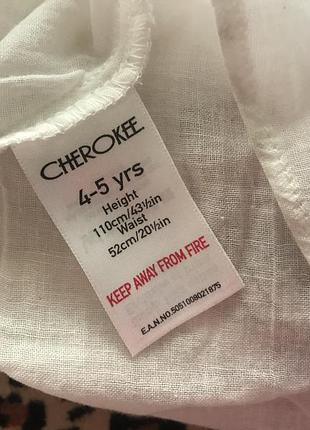 CHEROKEE
4-5 yrs
Height
110cm/43½in
Waist
52cm/20½in
KEEP AWAY FROM FIRE
E.A.N.NO.5051008021875